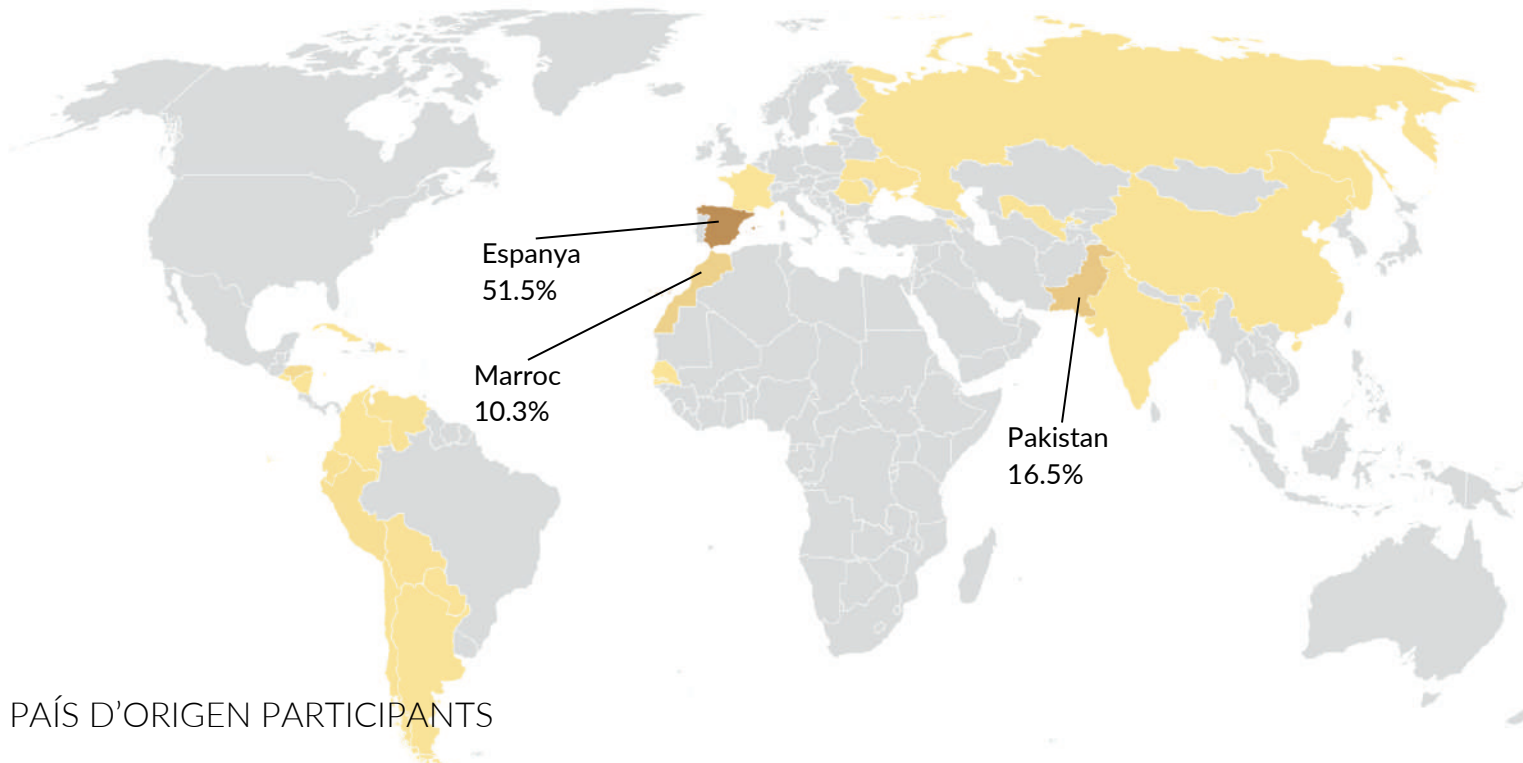 Espanya
51.5%
Marroc
10.3%
Pakistan
16.5%
PAÍS D’ORIGEN PARTICIPANTS